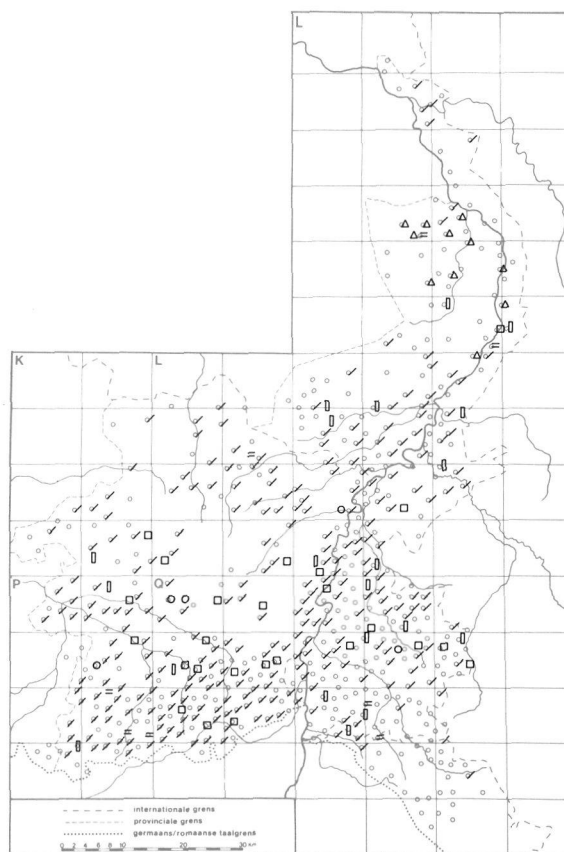 L
K
L
P
Q
internationale grens
provinciale grens
germaans/romaanse taalgrens
0 2 4 6 8 10 20 30 KM